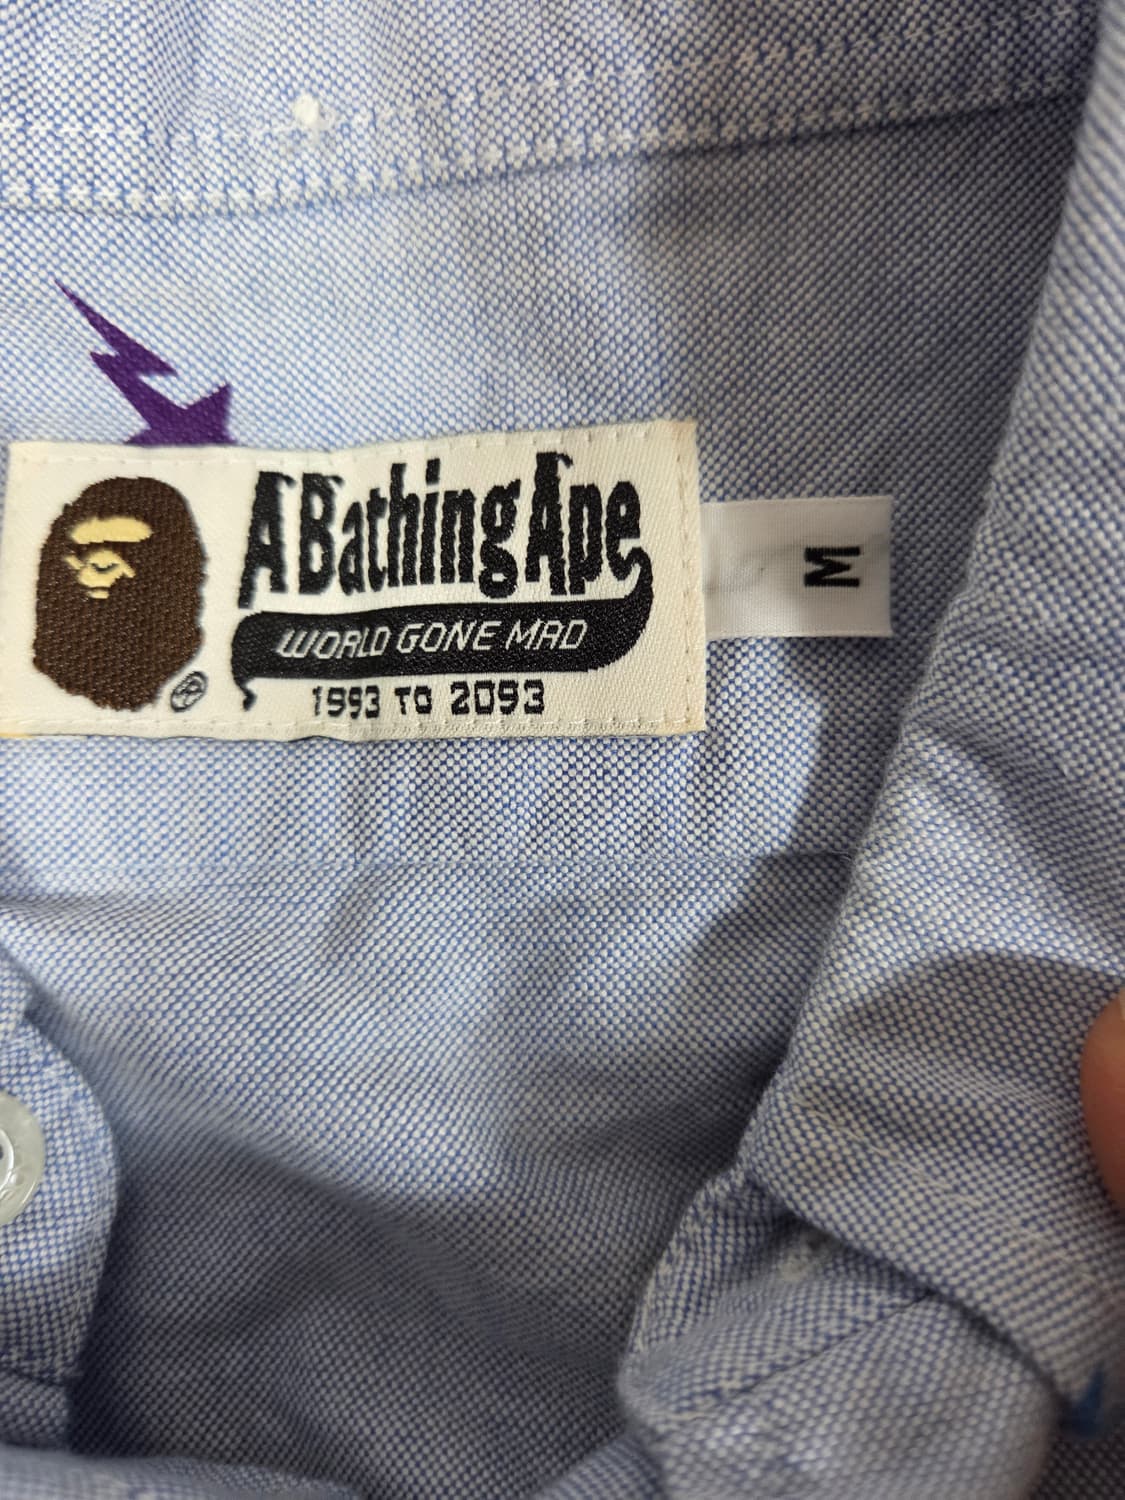 A Bathing Ape
WORLD GONE MAD
1993 TO 2093
M